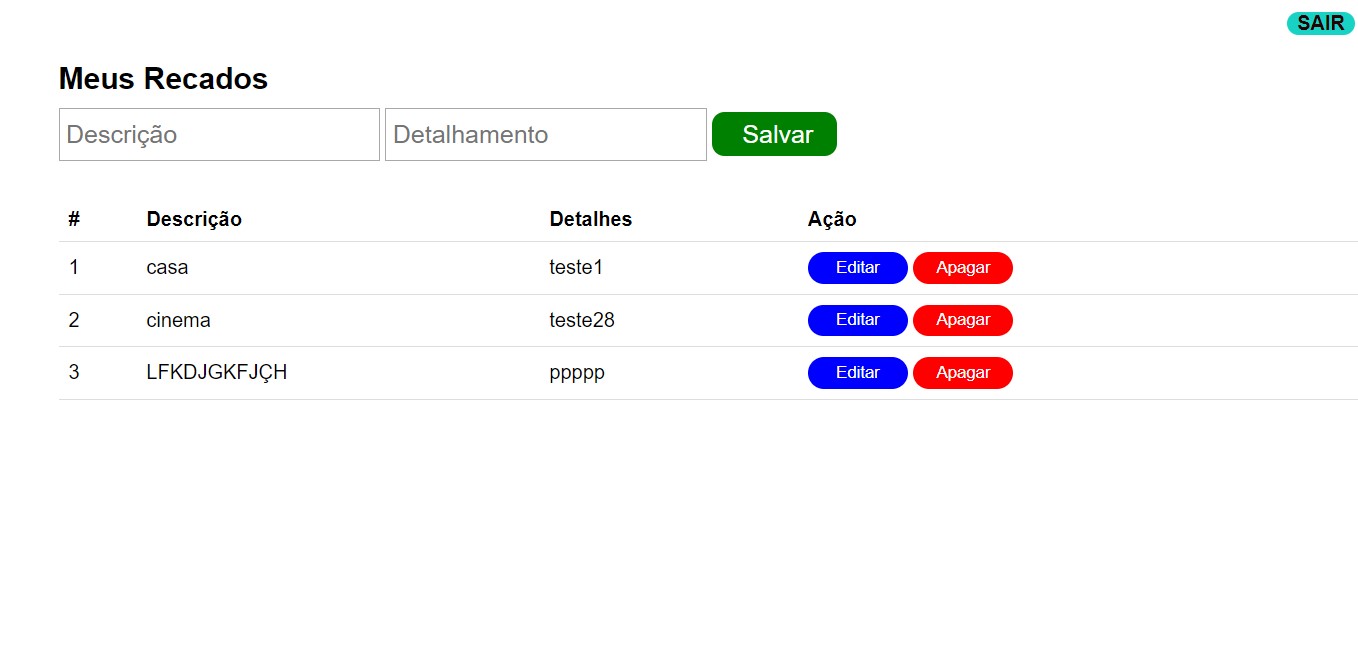 SAIR
Meus Recados
Descrição Detalhamento Salvar
# Descrição Detalhes Ação
1 casa teste1 Editar Apagar
2 cinema teste28 Editar Apagar
3 LFKDJGKFJÇH ppppp Editar Apagar